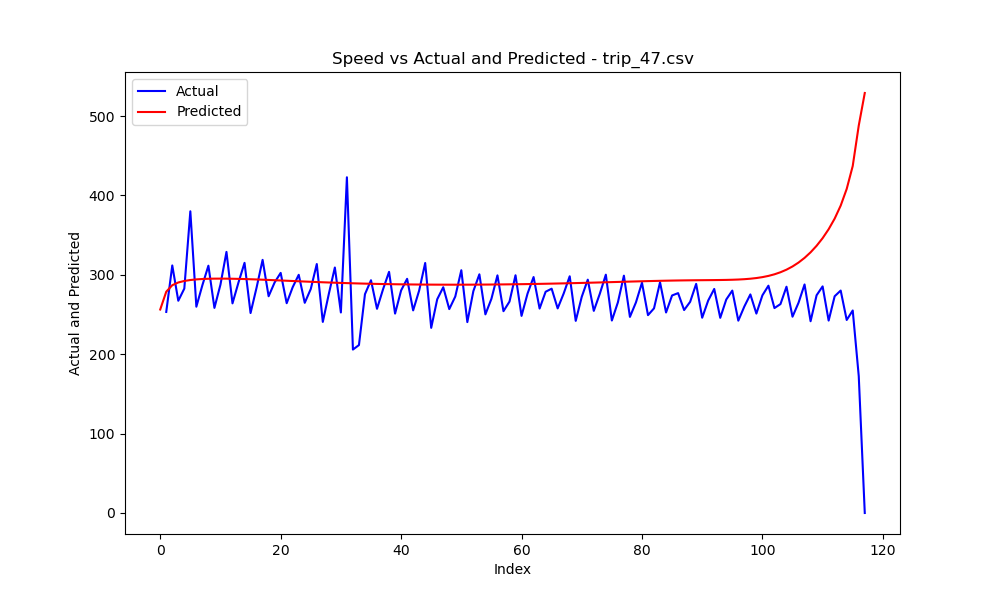 Speed vs Actual and Predicted - trip_47.csv
Actual
Predicted
Actual and Predicted
500
400
300
200
100
0
0 20 40 60 80 100 120
Index